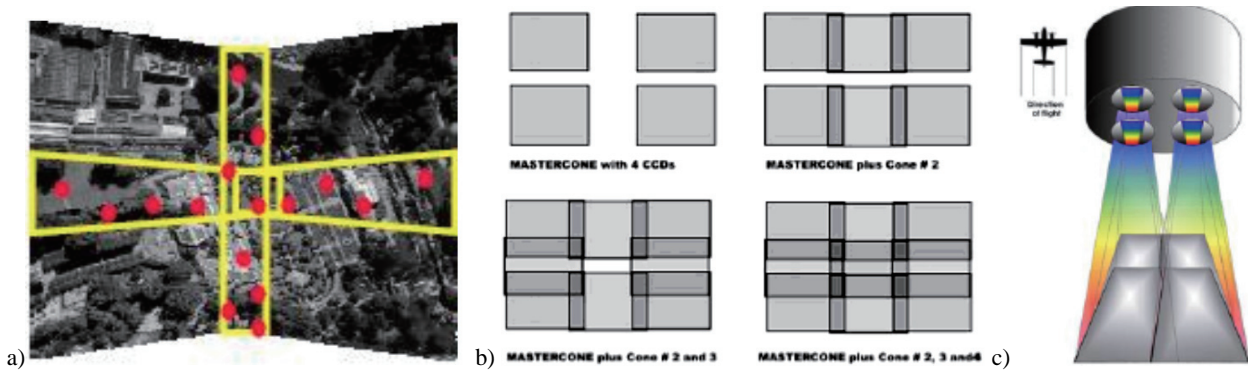 MASTERCONE with 4 CCDs
MASTERCONE plus Cone # 2
Direction
of flight
MASTERCONE plus Cone # 2 and 3
MASTERCONE plus Cone # 2, 3 and4
a)
b)
c)